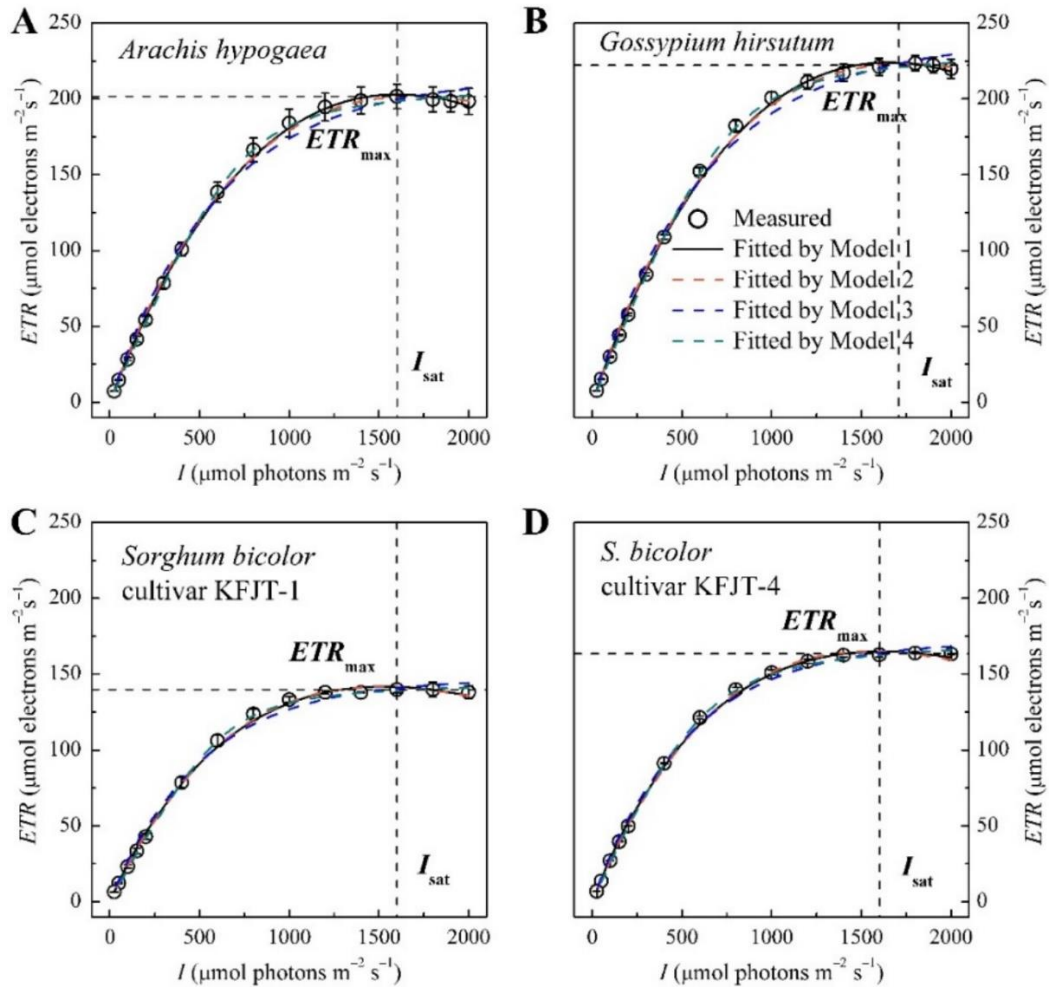 A
Arachis hypogaea
ETR (μmol electrons m⁻² s⁻¹)
250
200
150
100
50
0
ETRmax
Isat
0 500 1000 1500 2000
I (μmol photons m⁻² s⁻¹)
B
Gossypium hirsutum
ETRmax
Measured
Fitted by Model 1
Fitted by Model 2
Fitted by Model 3
Fitted by Model 4
Isat
250
200
150
100
50
0
ETR (μmol electrons m⁻² s⁻¹)
0 500 1000 1500 2000
I (μmol photons m⁻² s⁻¹)
C
Sorghum bicolor
cultivar KFJT-1
ETR (μmol electrons m⁻² s⁻¹)
250
200
150
100
50
0
ETRmax
Isat
0 500 1000 1500 2000
I (μmol photons m⁻² s⁻¹)
D
S. bicolor
cultivar KFJT-4
ETRmax
Isat
250
200
150
100
50
0
ETR (μmol electrons m⁻² s⁻¹)
0 500 1000 1500 2000
I (μmol photons m⁻² s⁻¹)